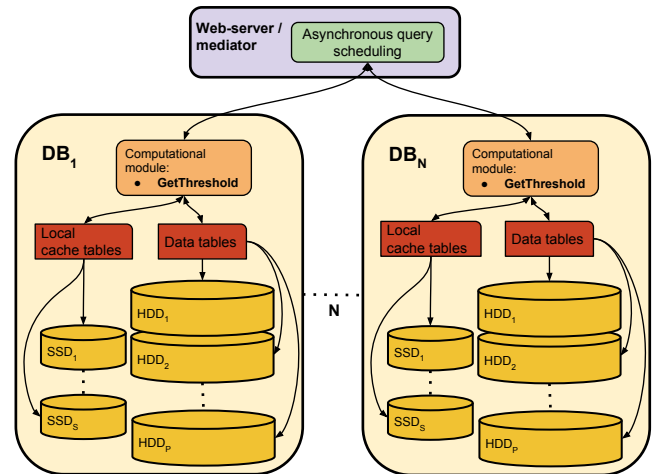 Web-server /
mediator
Asynchronous query
scheduling
DB₁
Computational
module:
● GetThreshold
Local
cache tables
Data tables
HDD₁
SSD₁
HDD₂
SSDₛ
HDDₚ
N
DB_N
Computational
module:
● GetThreshold
Local
cache tables
Data tables
HDD₁
SSD₁
HDD₂
SSDₛ
HDDₚ